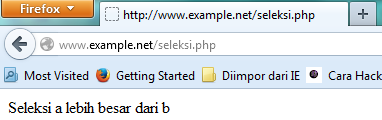 Firefox
http://www.example.net/seleksi.php
www.example.net/seleksi.php
Most Visited Getting Started Diimpor dari IE Cara Hack
Seleksi a lebih besar dari b